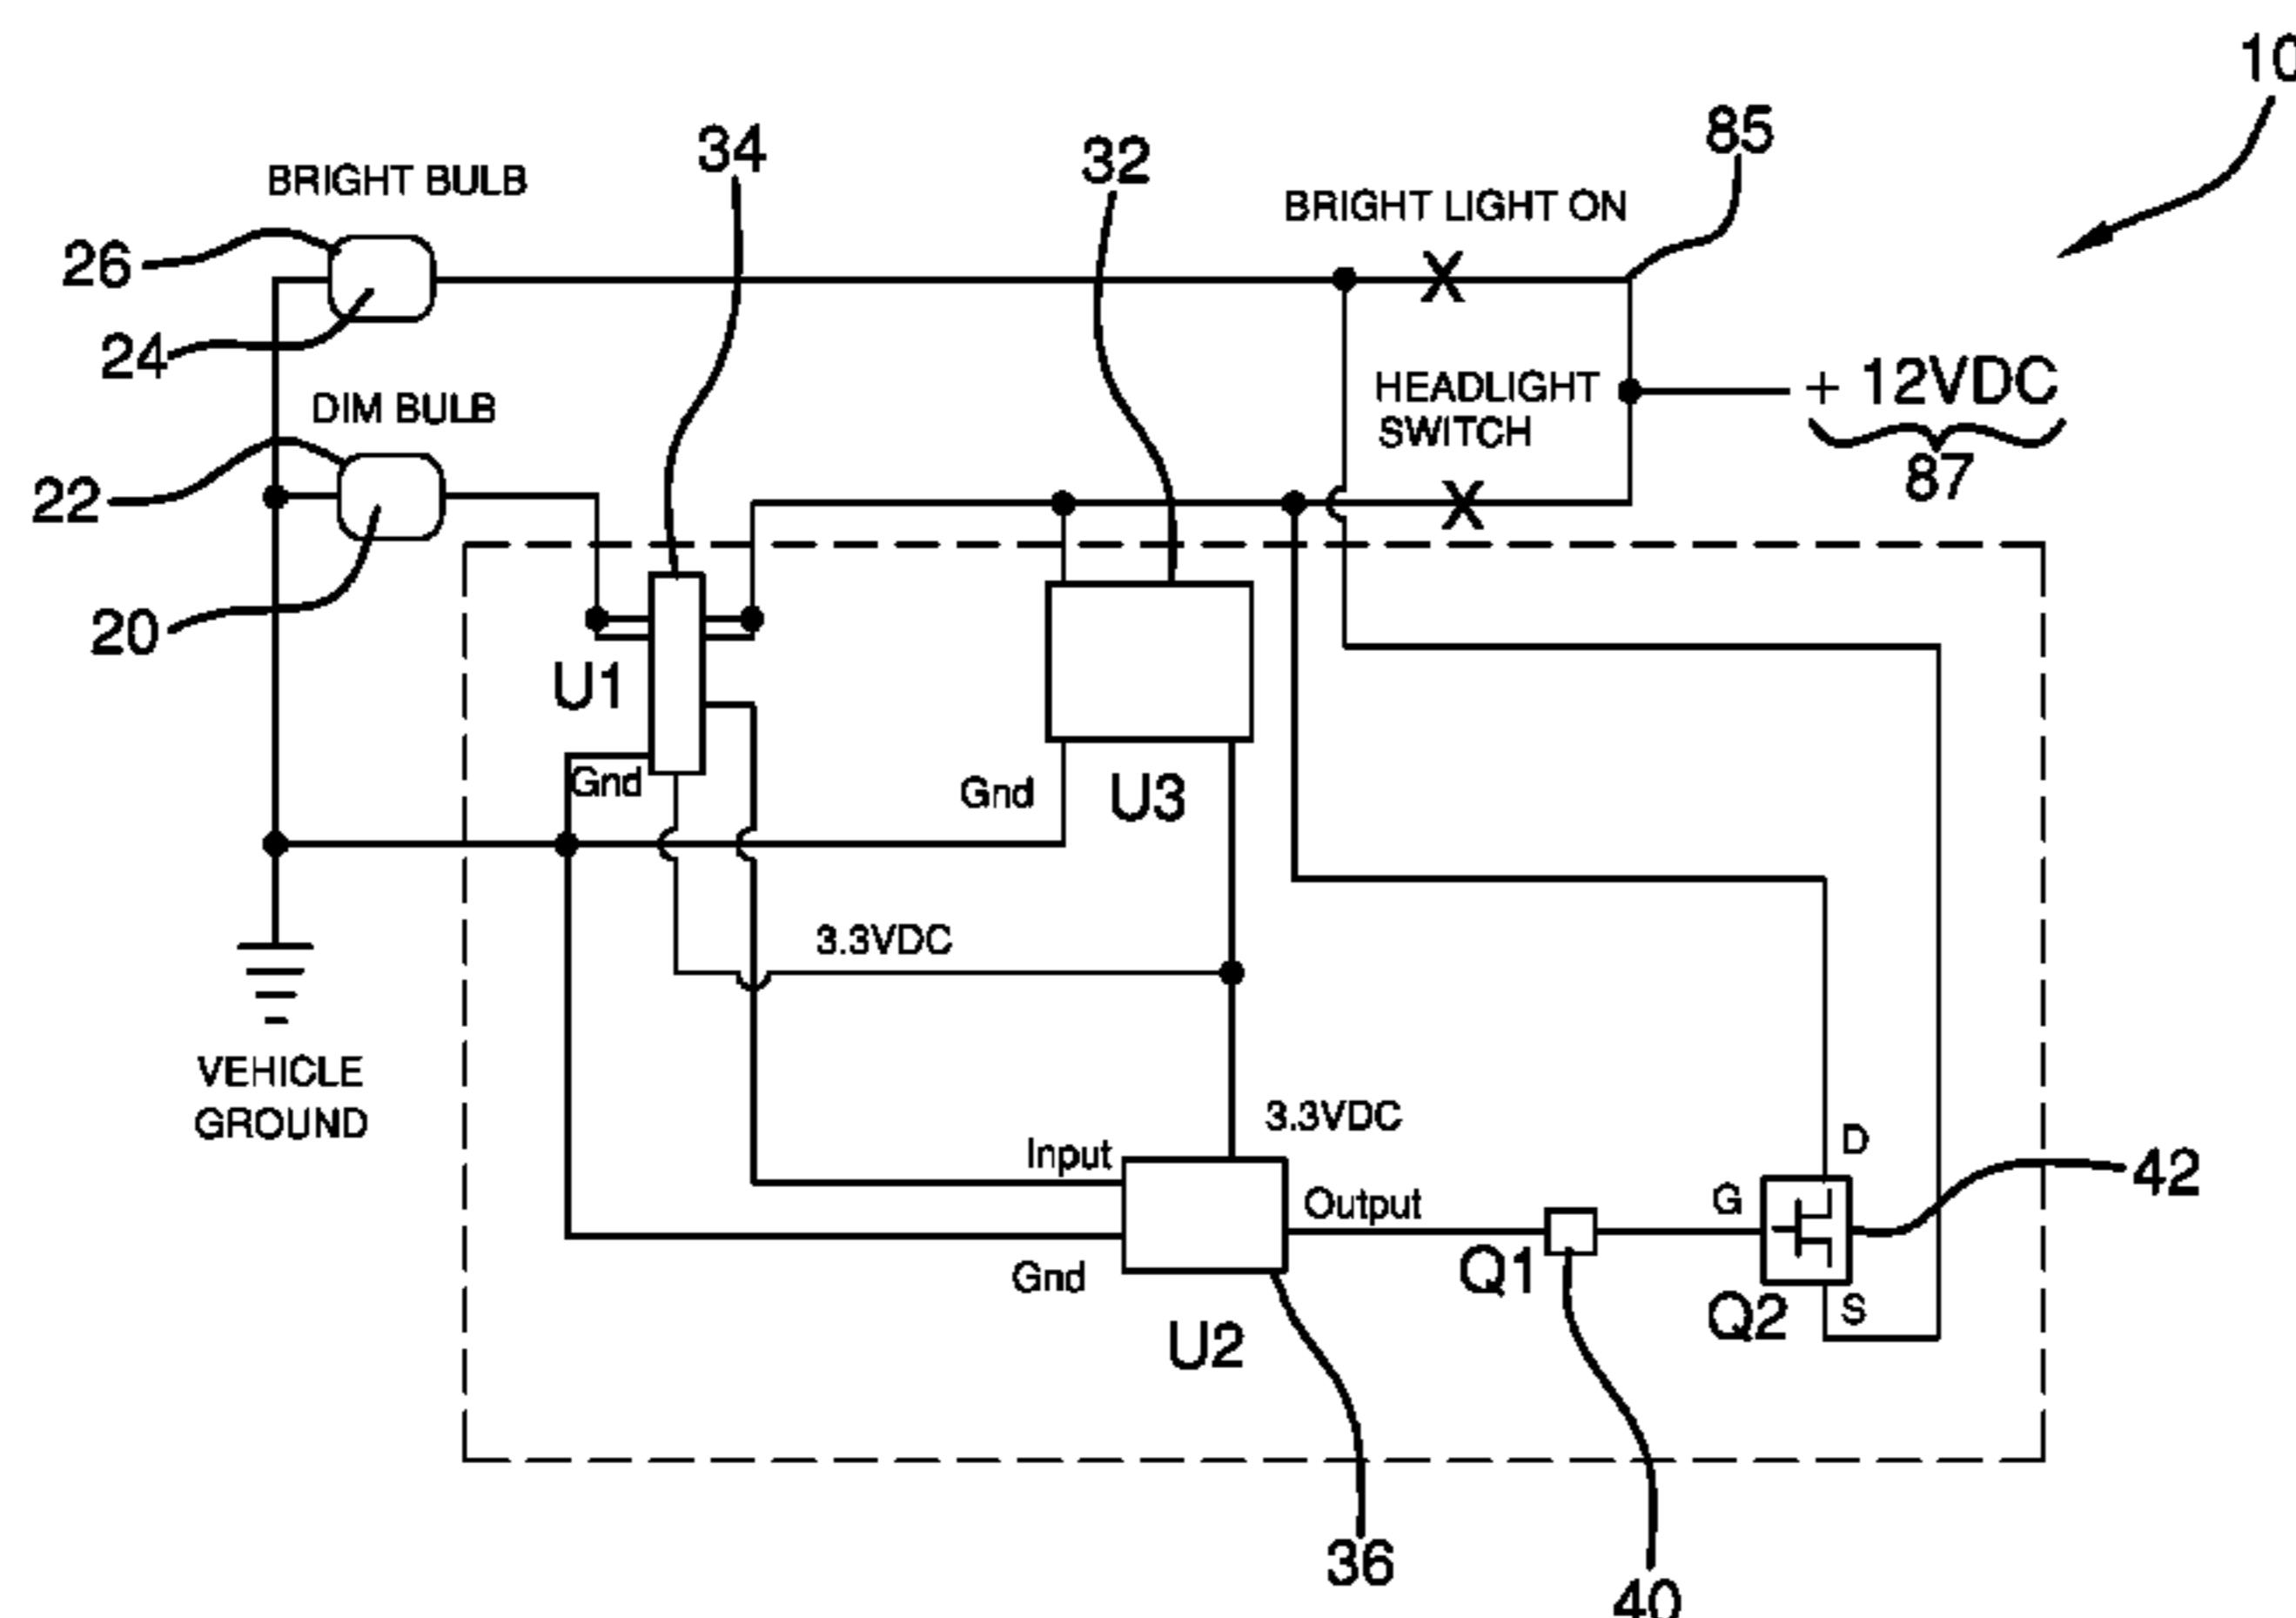 10
34
32
85
BRIGHT BULB
BRIGHT LIGHT ON
26
24
HEADLIGHT
SWITCH
+ 12VDC
87
DIM BULB
22
20
U1
Gnd
Gnd
U3
3.3VDC
VEHICLE
GROUND
3.3VDC
Input
Output
Gnd
U2
Q1
G
D
S
Q2
42
36
40